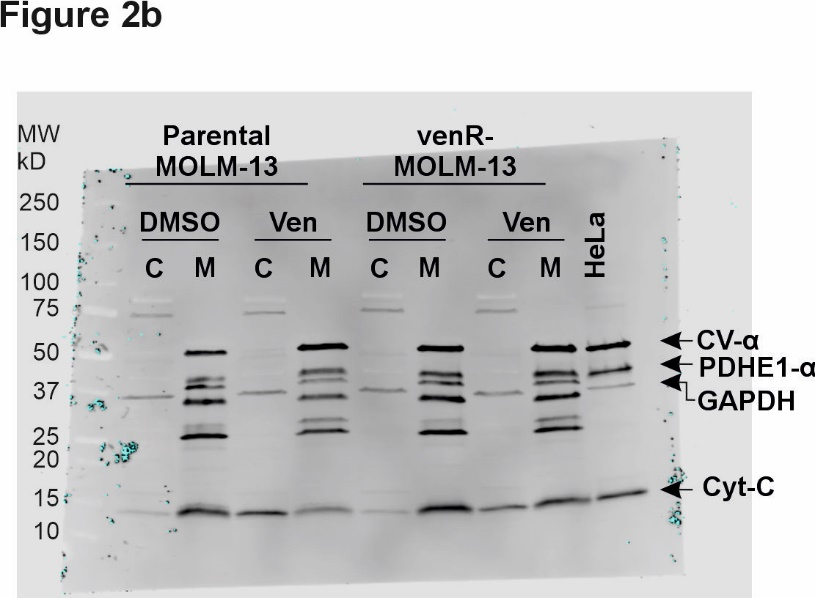 Figure 2b
MW
kD
Parental
MOLM-13
venR-
MOLM-13
DMSO Ven DMSO Ven HeLa
C M C M C M C M
250
150
100
75
50
37
25
20
15
10
CV-α
PDHE1-α
GAPDH
Cyt-C